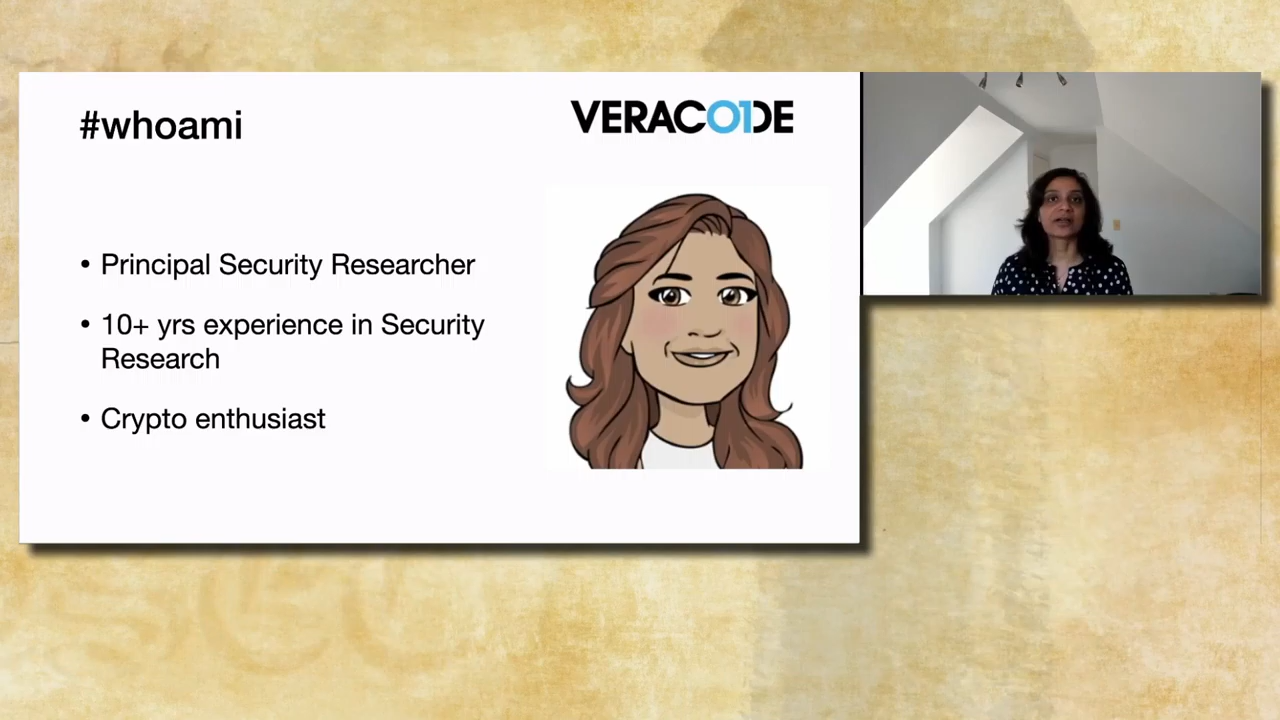 #whoami
VERACODE
• Principal Security Researcher
• 10+ yrs experience in Security
Research
• Crypto enthusiast